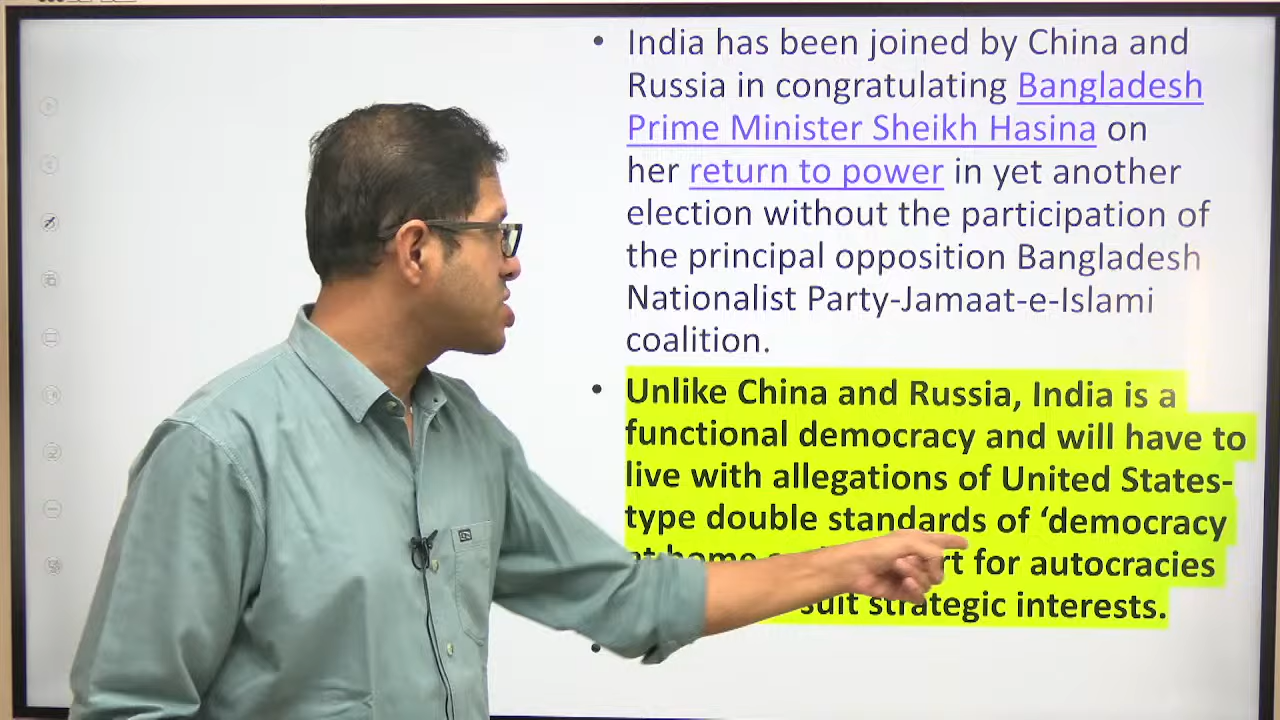 India has been joined by China and
Russia in congratulating Bangladesh
Prime Minister Sheikh Hasina on
her return to power in yet another
election without the participation of
the principal opposition Bangladesh
Nationalist Party-Jamaat-e-Islami
coalition.
Unlike China and Russia, India is a
functional democracy and will have to
live with allegations of United States-
type double standards of ‘democracy
at home for autocracies
suit strategic interests.